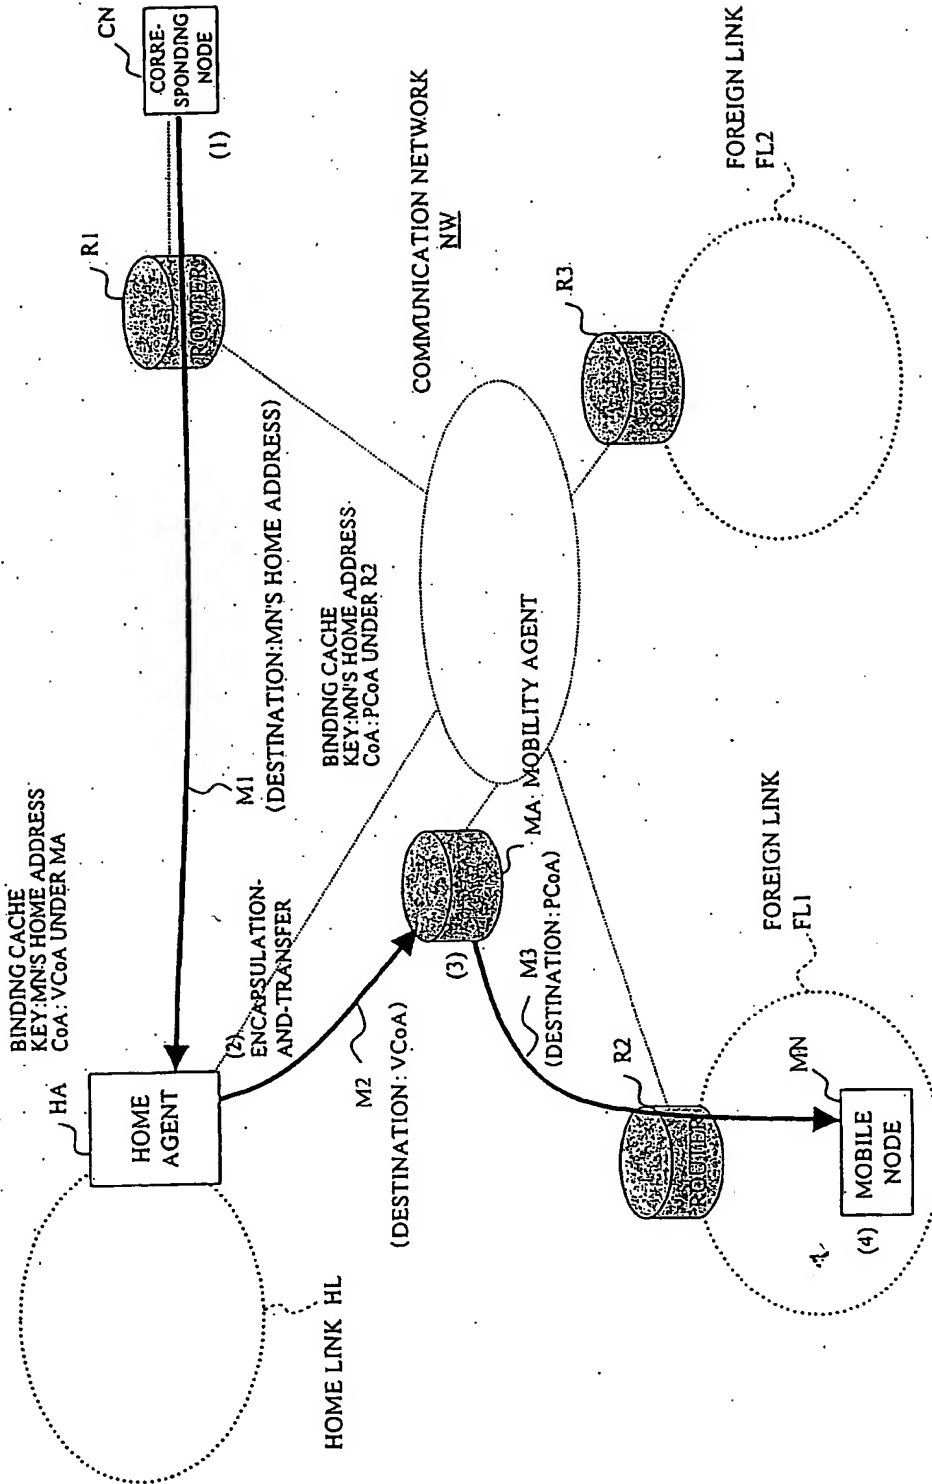 BINDING CACHE
KEY:MN'S HOME ADDRESS
CoA: VCoA UNDER MA
HA
HOME
AGENT
HOME LINK HL
(2)
ENCAPSULATION-
AND-TRANSFER
M1
(DESTINATION:MN'S HOME ADDRESS)
R1
ROUTER
CN
CORRE-
SPONDING
NODE
(1)
BINDING CACHE
KEY:MN'S HOME ADDRESS
CoA:PCoA UNDER R2
M2
(DESTINATION: VCoA)
(3)
MA: MOBILITY AGENT
COMMUNICATION NETWORK
NW
M3
(DESTINATION:PCoA)
R2
ROUTER
R3
ROUTER
MN
MOBILE
NODE
(4)
FOREIGN LINK
FL1
FOREIGN LINK
FL2